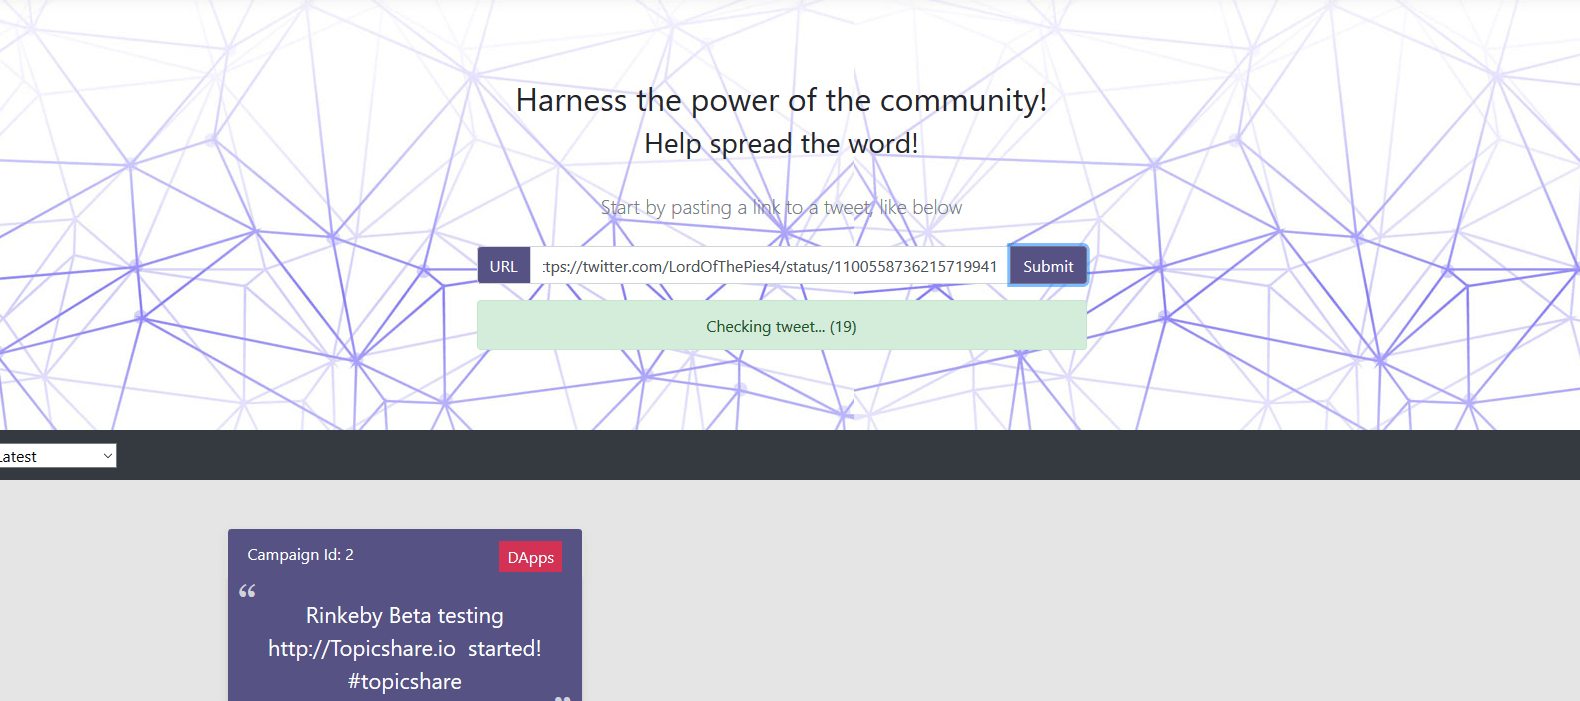 Harness the power of the community!
Help spread the word!
Start by pasting a link to a tweet, like below
URL
ttps://twitter.com/LordOfThePies4/status/1100558736215719941
Submit
Checking tweet... (19)
Latest
Campaign Id: 2
DApps
“
Rinkeby Beta testing
http://Topicshare.io started!
#topicshare
”